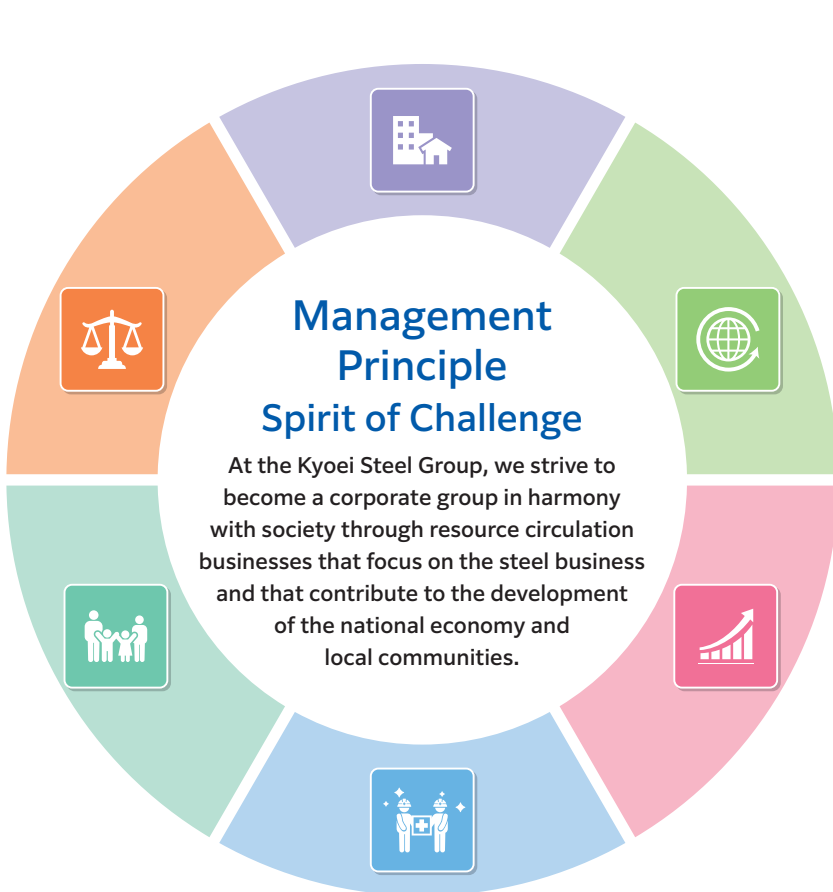 Management
Principle
Spirit of Challenge
At the Kyoei Steel Group, we strive to
become a corporate group in harmony
with society through resource circulation
businesses that focus on the steel business
and that contribute to the development
of the national economy and
local communities.